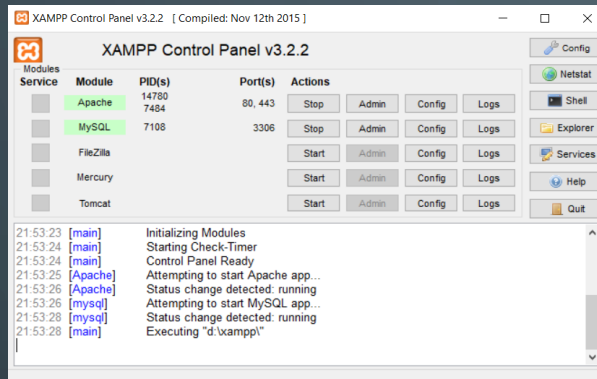 XAMPP Control Panel v3.2.2 [ Compiled: Nov 12th 2015 ]
XAMPP Control Panel v3.2.2
Config
Modules
Service Module PID(s) Port(s) Actions
Netstat
Apache 14780 7484 80, 443 Stop Admin Config Logs
Shell
MySQL 7108 3306 Stop Admin Config Logs
Explorer
FileZilla Start Admin Config Logs
Services
Mercury Start Admin Config Logs
Help
Tomcat Start Admin Config Logs
Quit
21:53:23 [main] Initializing Modules
21:53:24 [main] Starting Check-Timer
21:53:24 [main] Control Panel Ready
21:53:25 [Apache] Attempting to start Apache app...
21:53:26 [Apache] Status change detected: running
21:53:26 [mysql] Attempting to start MySQL app...
21:53:28 [mysql] Status change detected: running
21:53:28 [main] Executing "d:\xampp\"